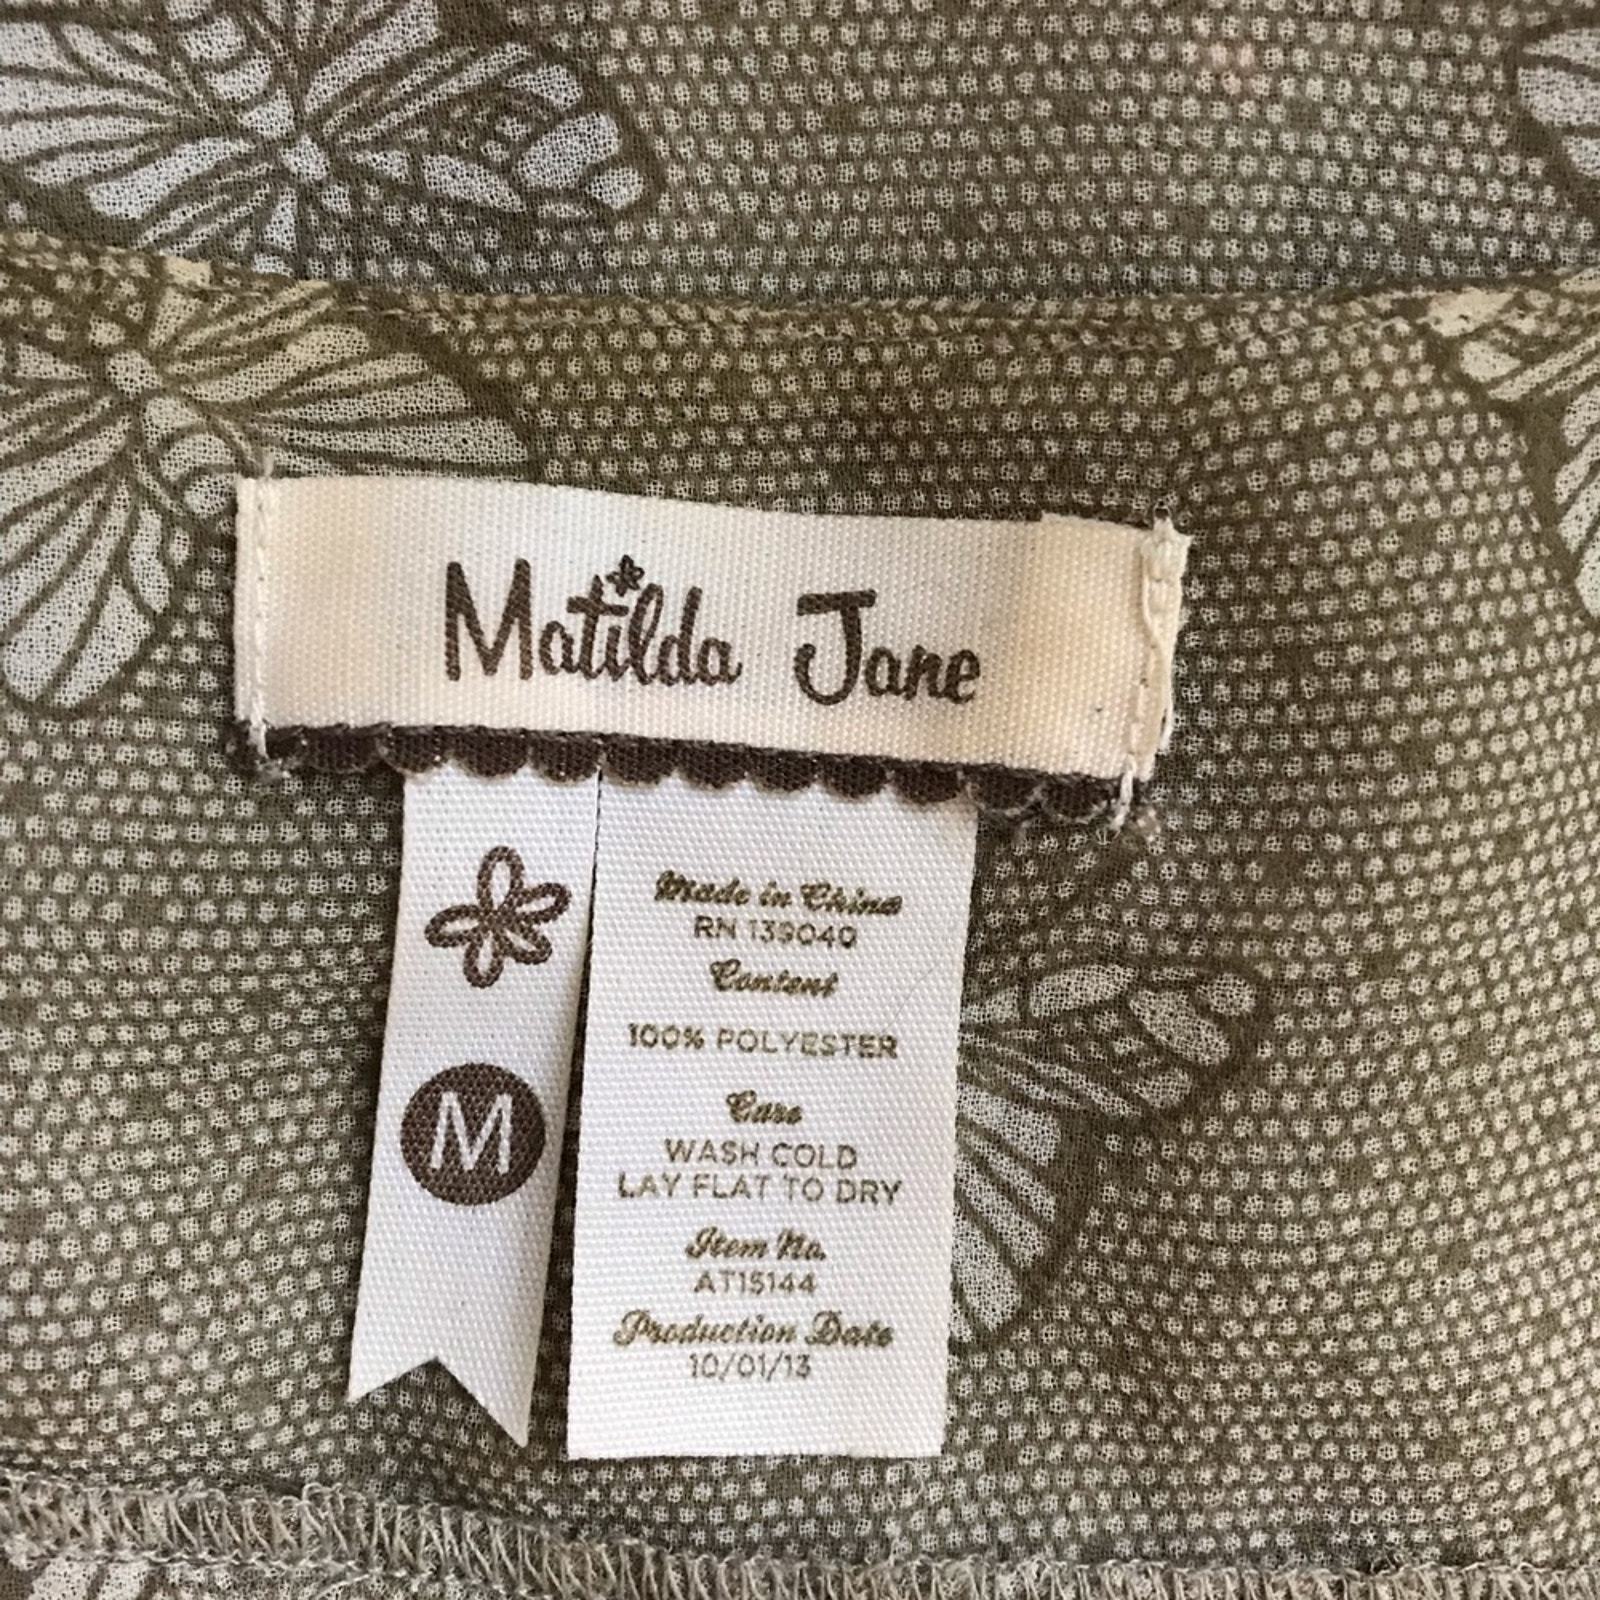 Matilda Jane
M
Made in China
RN 139040
Content
100% POLYESTER
Care
WASH COLD
LAY FLAT TO DRY
Item No.
AT15144
Production Date
10/01/13